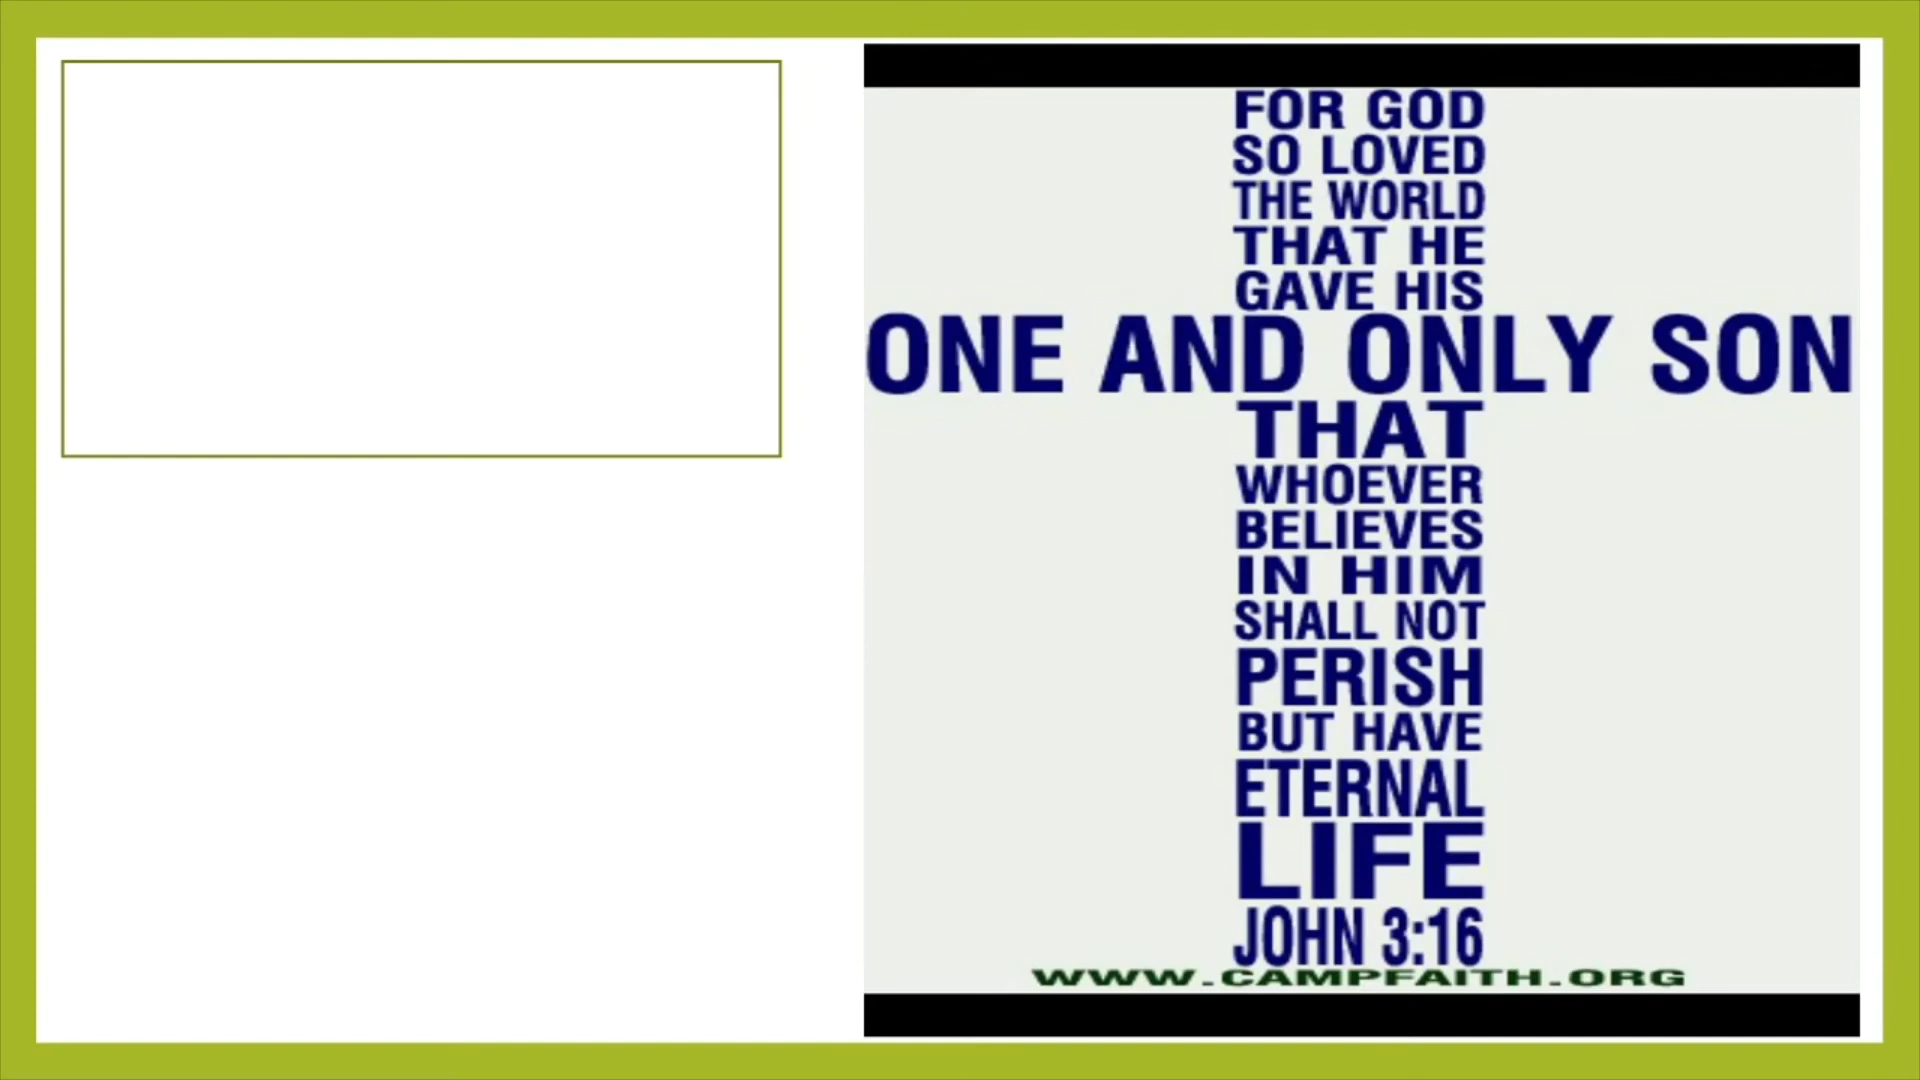 FOR GOD
SO LOVED
THE WORLD
THAT HE
GAVE HIS
ONE AND ONLY SON
THAT
WHOEVER
BELIEVES
IN HIM
SHALL NOT
PERISH
BUT HAVE
ETERNAL
LIFE
JOHN 3:16
WWW.CAMPFAITH.ORG